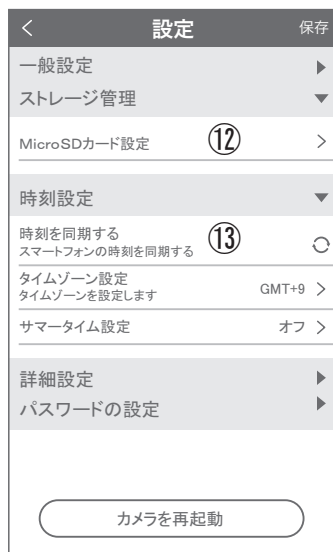 設定 保存
一般設定
ストレージ管理
MicroSDカード設定 ⑫
時刻設定
時刻を同期する ⑬
スマートフォンの時刻を同期する
タイムゾーン設定
タイムゾーンを設定します GMT+9
サマータイム設定 オフ
詳細設定
パスワードの設定
カメラを再起動